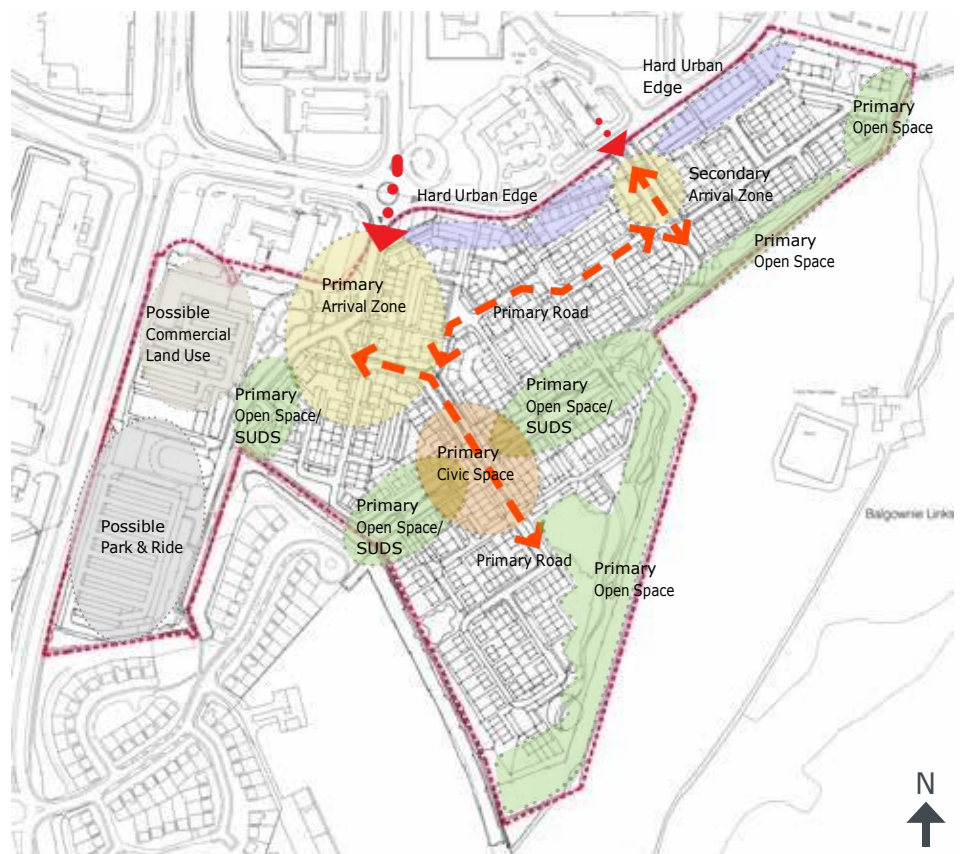 Hard Urban
Edge
Primary
Open Space
Secondary
Arrival Zone
Hard Urban Edge
Primary
Open Space
Primary
Arrival Zone
Possible
Commercial
Land Use
Primary Road
Primary
Open Space/
SUDS
Primary
Open Space/
SUDS
Primary
Civic Space
Primary
Open Space/
SUDS
Balgownie Links
Possible
Park & Ride
Primary Road
Primary
Open Space
N